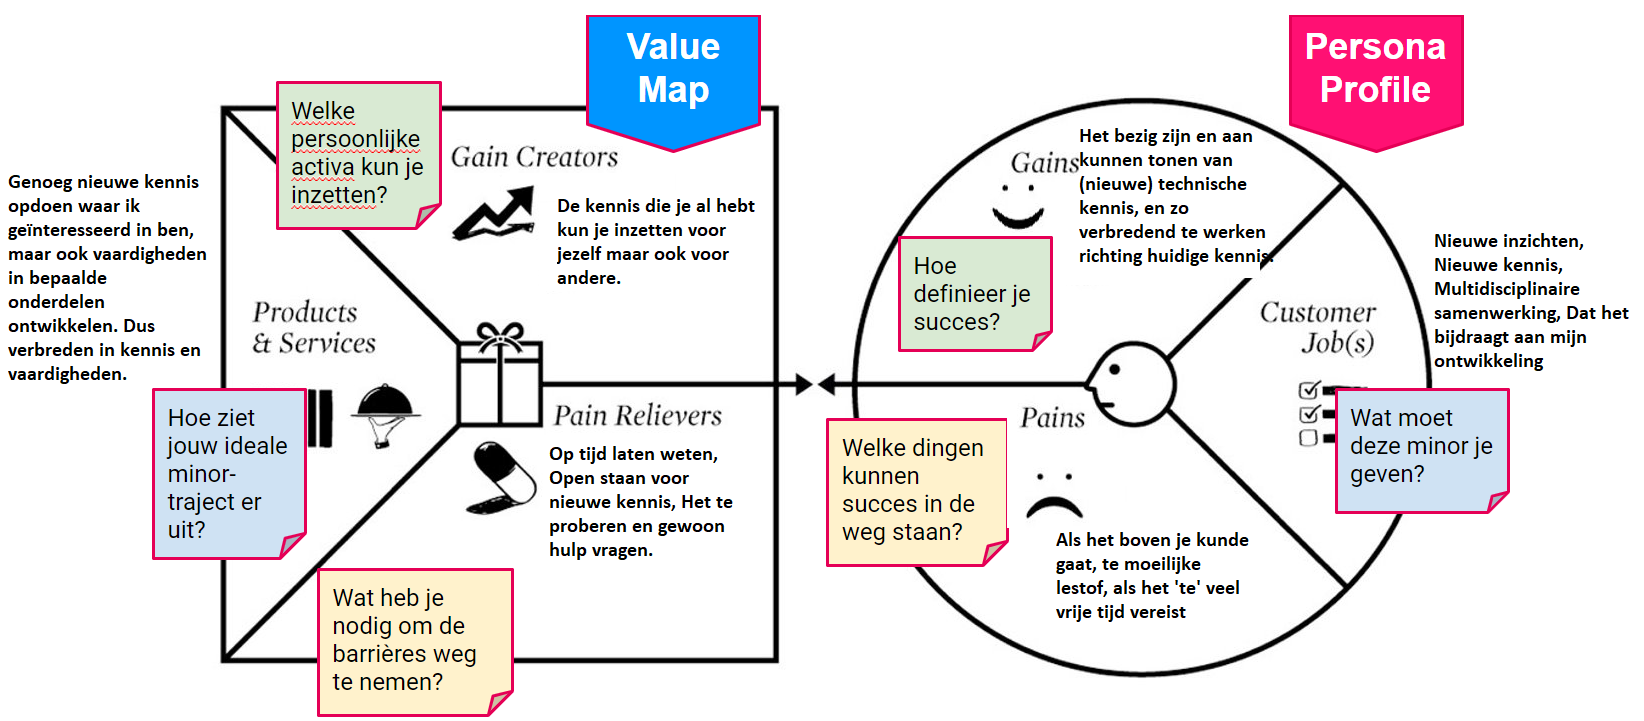 Value
Map
Persona
Profile
Welke
persoonlijke
activa kun je
inzetten?
Gain Creators
De kennis die je al hebt
kun je inzetten voor
jezelf maar ook voor
andere.
Genoeg nieuwe kennis
opdoen waar ik
geïnteresseerd in ben,
maar ook vaardigheden
in bepaalde
onderdelen
ontwikkelen. Dus
verbreden in kennis en
vaardigheden.
Products
& Services
Hoe ziet
jouw ideale
minor-
traject er
uit?
Pain Relievers
Op tijd laten weten,
Open staan voor
nieuwe kennis, Het te
proberen en gewoon
hulp vragen.
Wat heb je
nodig om de
barrières weg
te nemen?
Gains
Het bezig zijn en aan
kunnen tonen van
(nieuwe) technische
kennis, en zo
verbredend te werken
richting huidige kennis.
Hoe
definieer je
succes?
Customer
Job(s)
Nieuwe inzichten,
Nieuwe kennis,
Multidisciplinaire
samenwerking, Dat het
bijdraagt aan mijn
ontwikkeling
Wat moet
deze minor je
geven?
Pains
Welke dingen
kunnen
succes in de
weg staan?
Als het boven je kunde
gaat, te moeilijke
lestof, als het 'te' veel
vrije tijd vereist